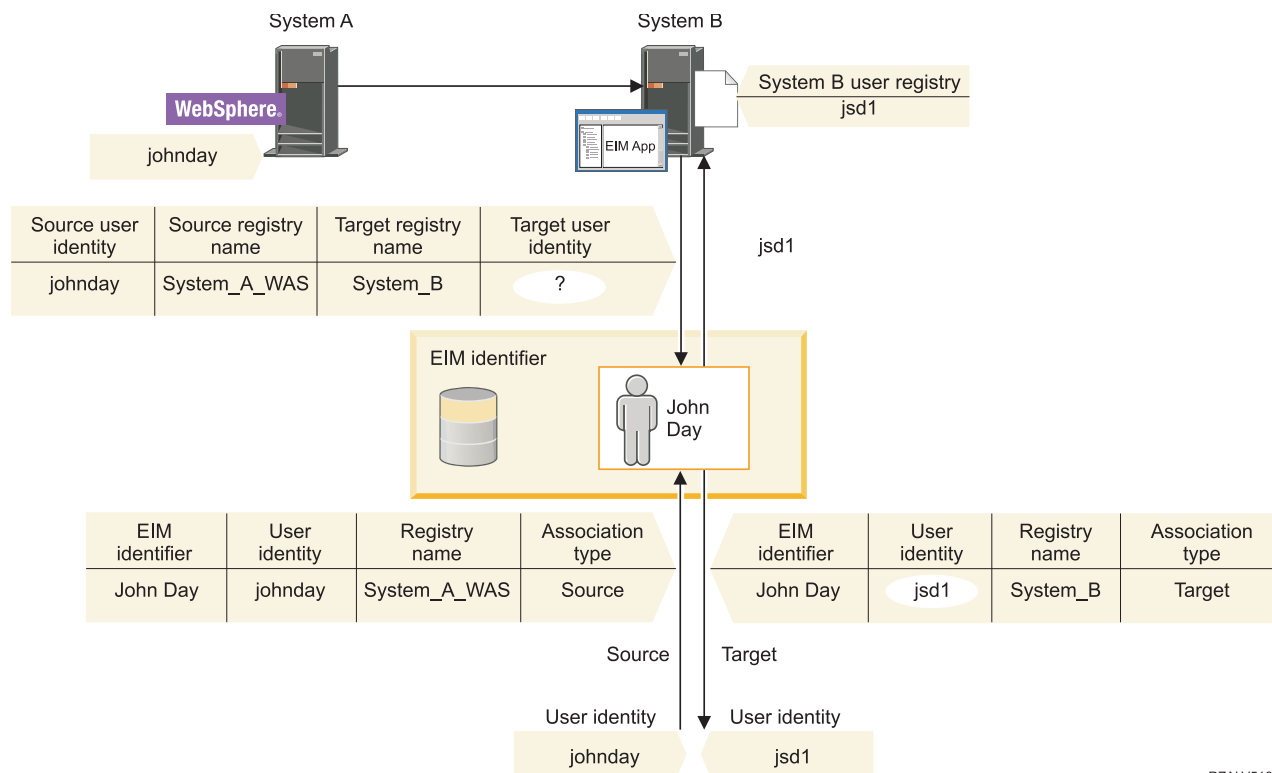 System A
System B
WebSphere®
johnday
EIM App
System B user registry
jsd1
Source user
identity
Source registry
name
Target registry
name
Target user
identity
johnday
System_A_WAS
System_B
?
jsd1
EIM identifier
John
Day
EIM
identifier
User
identity
Registry
name
Association
type
John Day
johnday
System_A_WAS
Source
EIM
identifier
User
identity
Registry
name
Association
type
John Day
jsd1
System_B
Target
Source
Target
User identity
johnday
User identity
jsd1